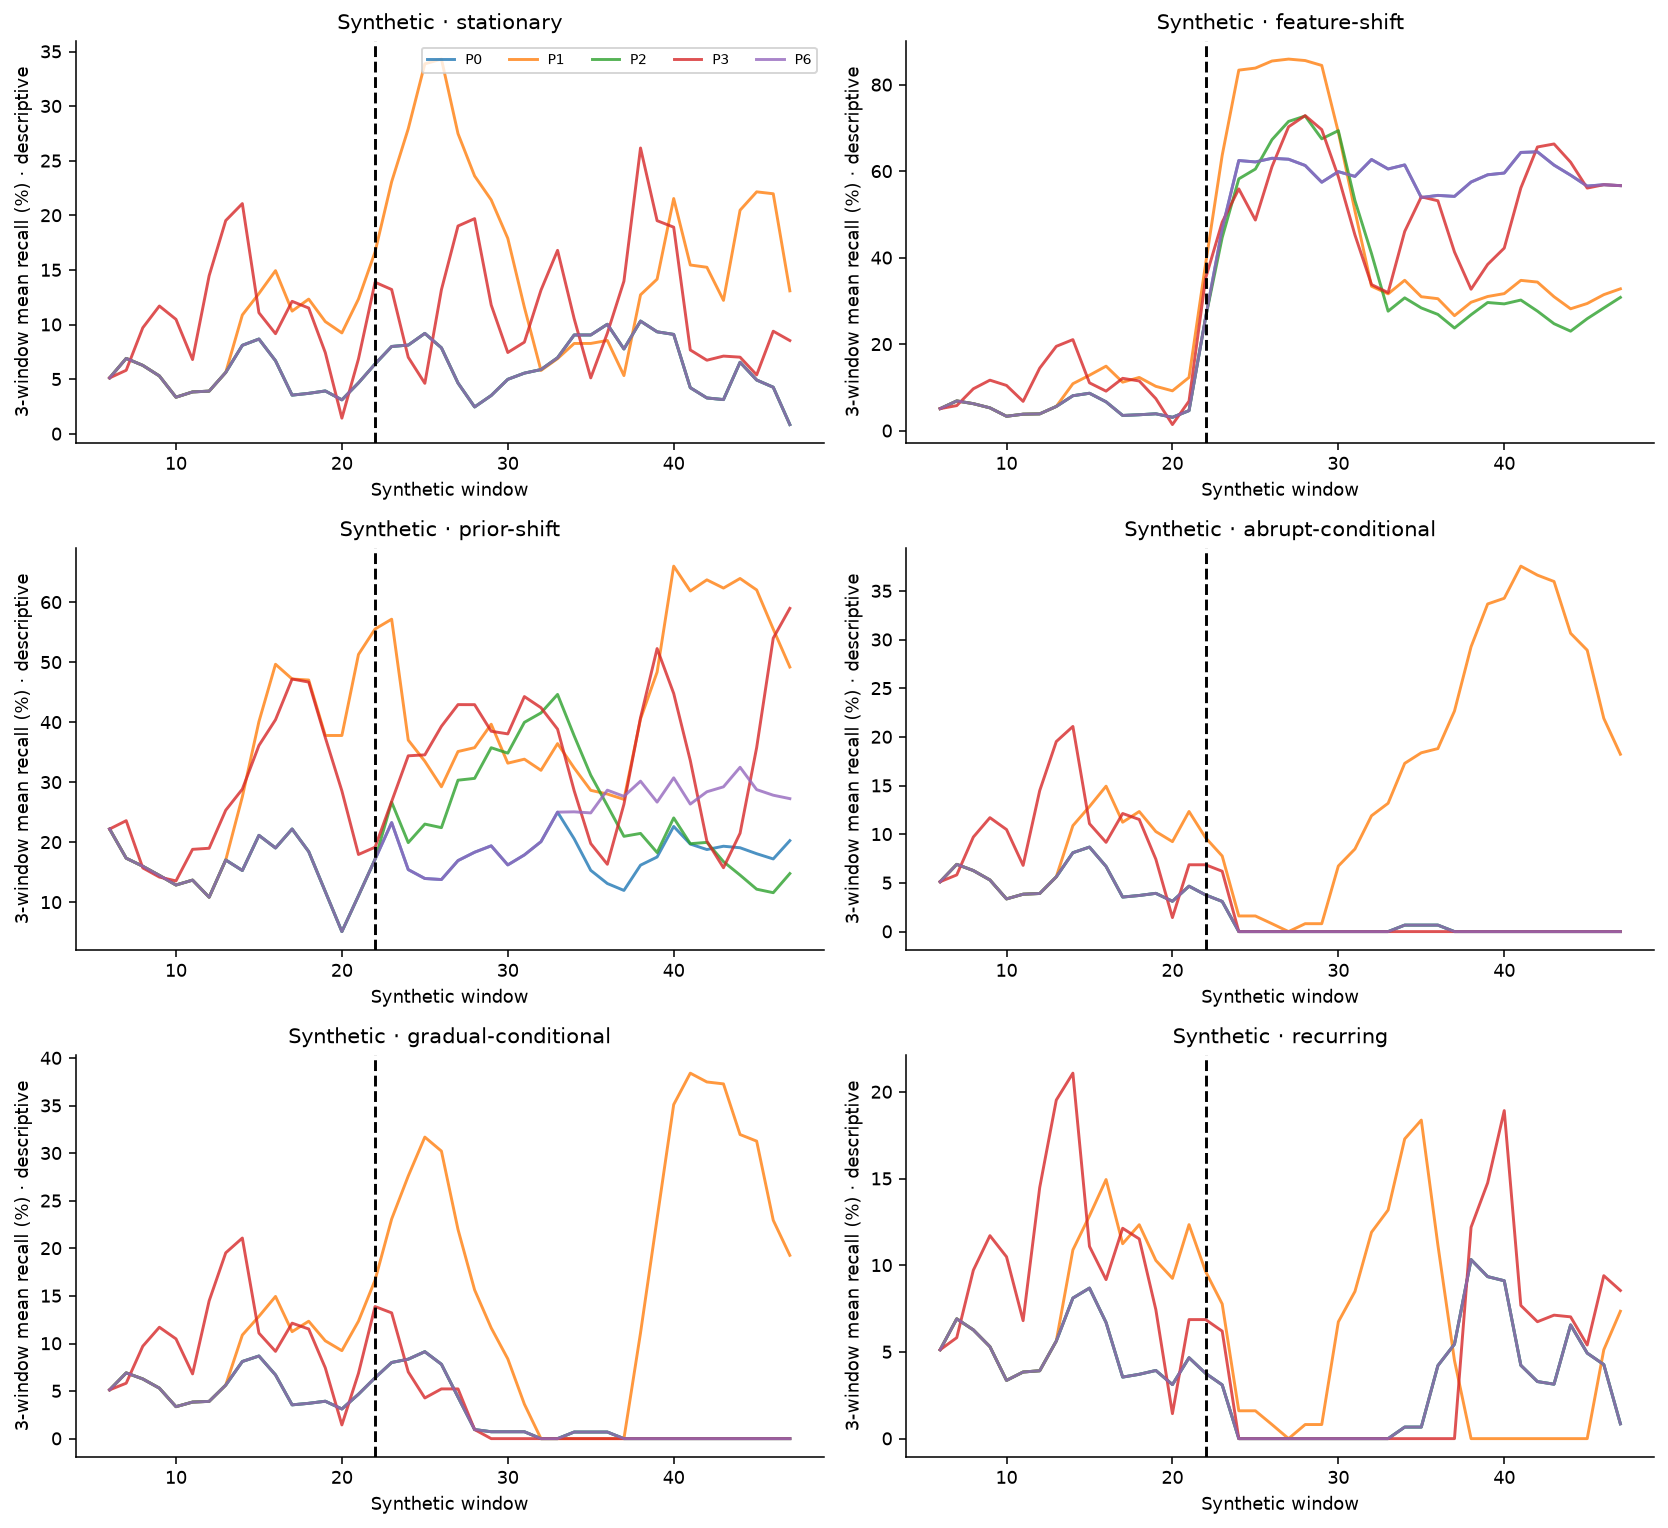 Synthetic · stationary
3-window mean recall (%) · descriptive
35
30
25
20
15
10
5
0
P0 P1 P2 P3 P6
10 20 30 40
Synthetic window
Synthetic · feature-shift
3-window mean recall (%) · descriptive
80
60
40
20
0
10 20 30 40
Synthetic window
Synthetic · prior-shift
3-window mean recall (%) · descriptive
60
50
40
30
20
10
10 20 30 40
Synthetic window
Synthetic · abrupt-conditional
3-window mean recall (%) · descriptive
35
30
25
20
15
10
5
0
10 20 30 40
Synthetic window
Synthetic · gradual-conditional
3-window mean recall (%) · descriptive
40
35
30
25
20
15
10
5
0
10 20 30 40
Synthetic window
Synthetic · recurring
3-window mean recall (%) · descriptive
20
15
10
5
0
10 20 30 40
Synthetic window